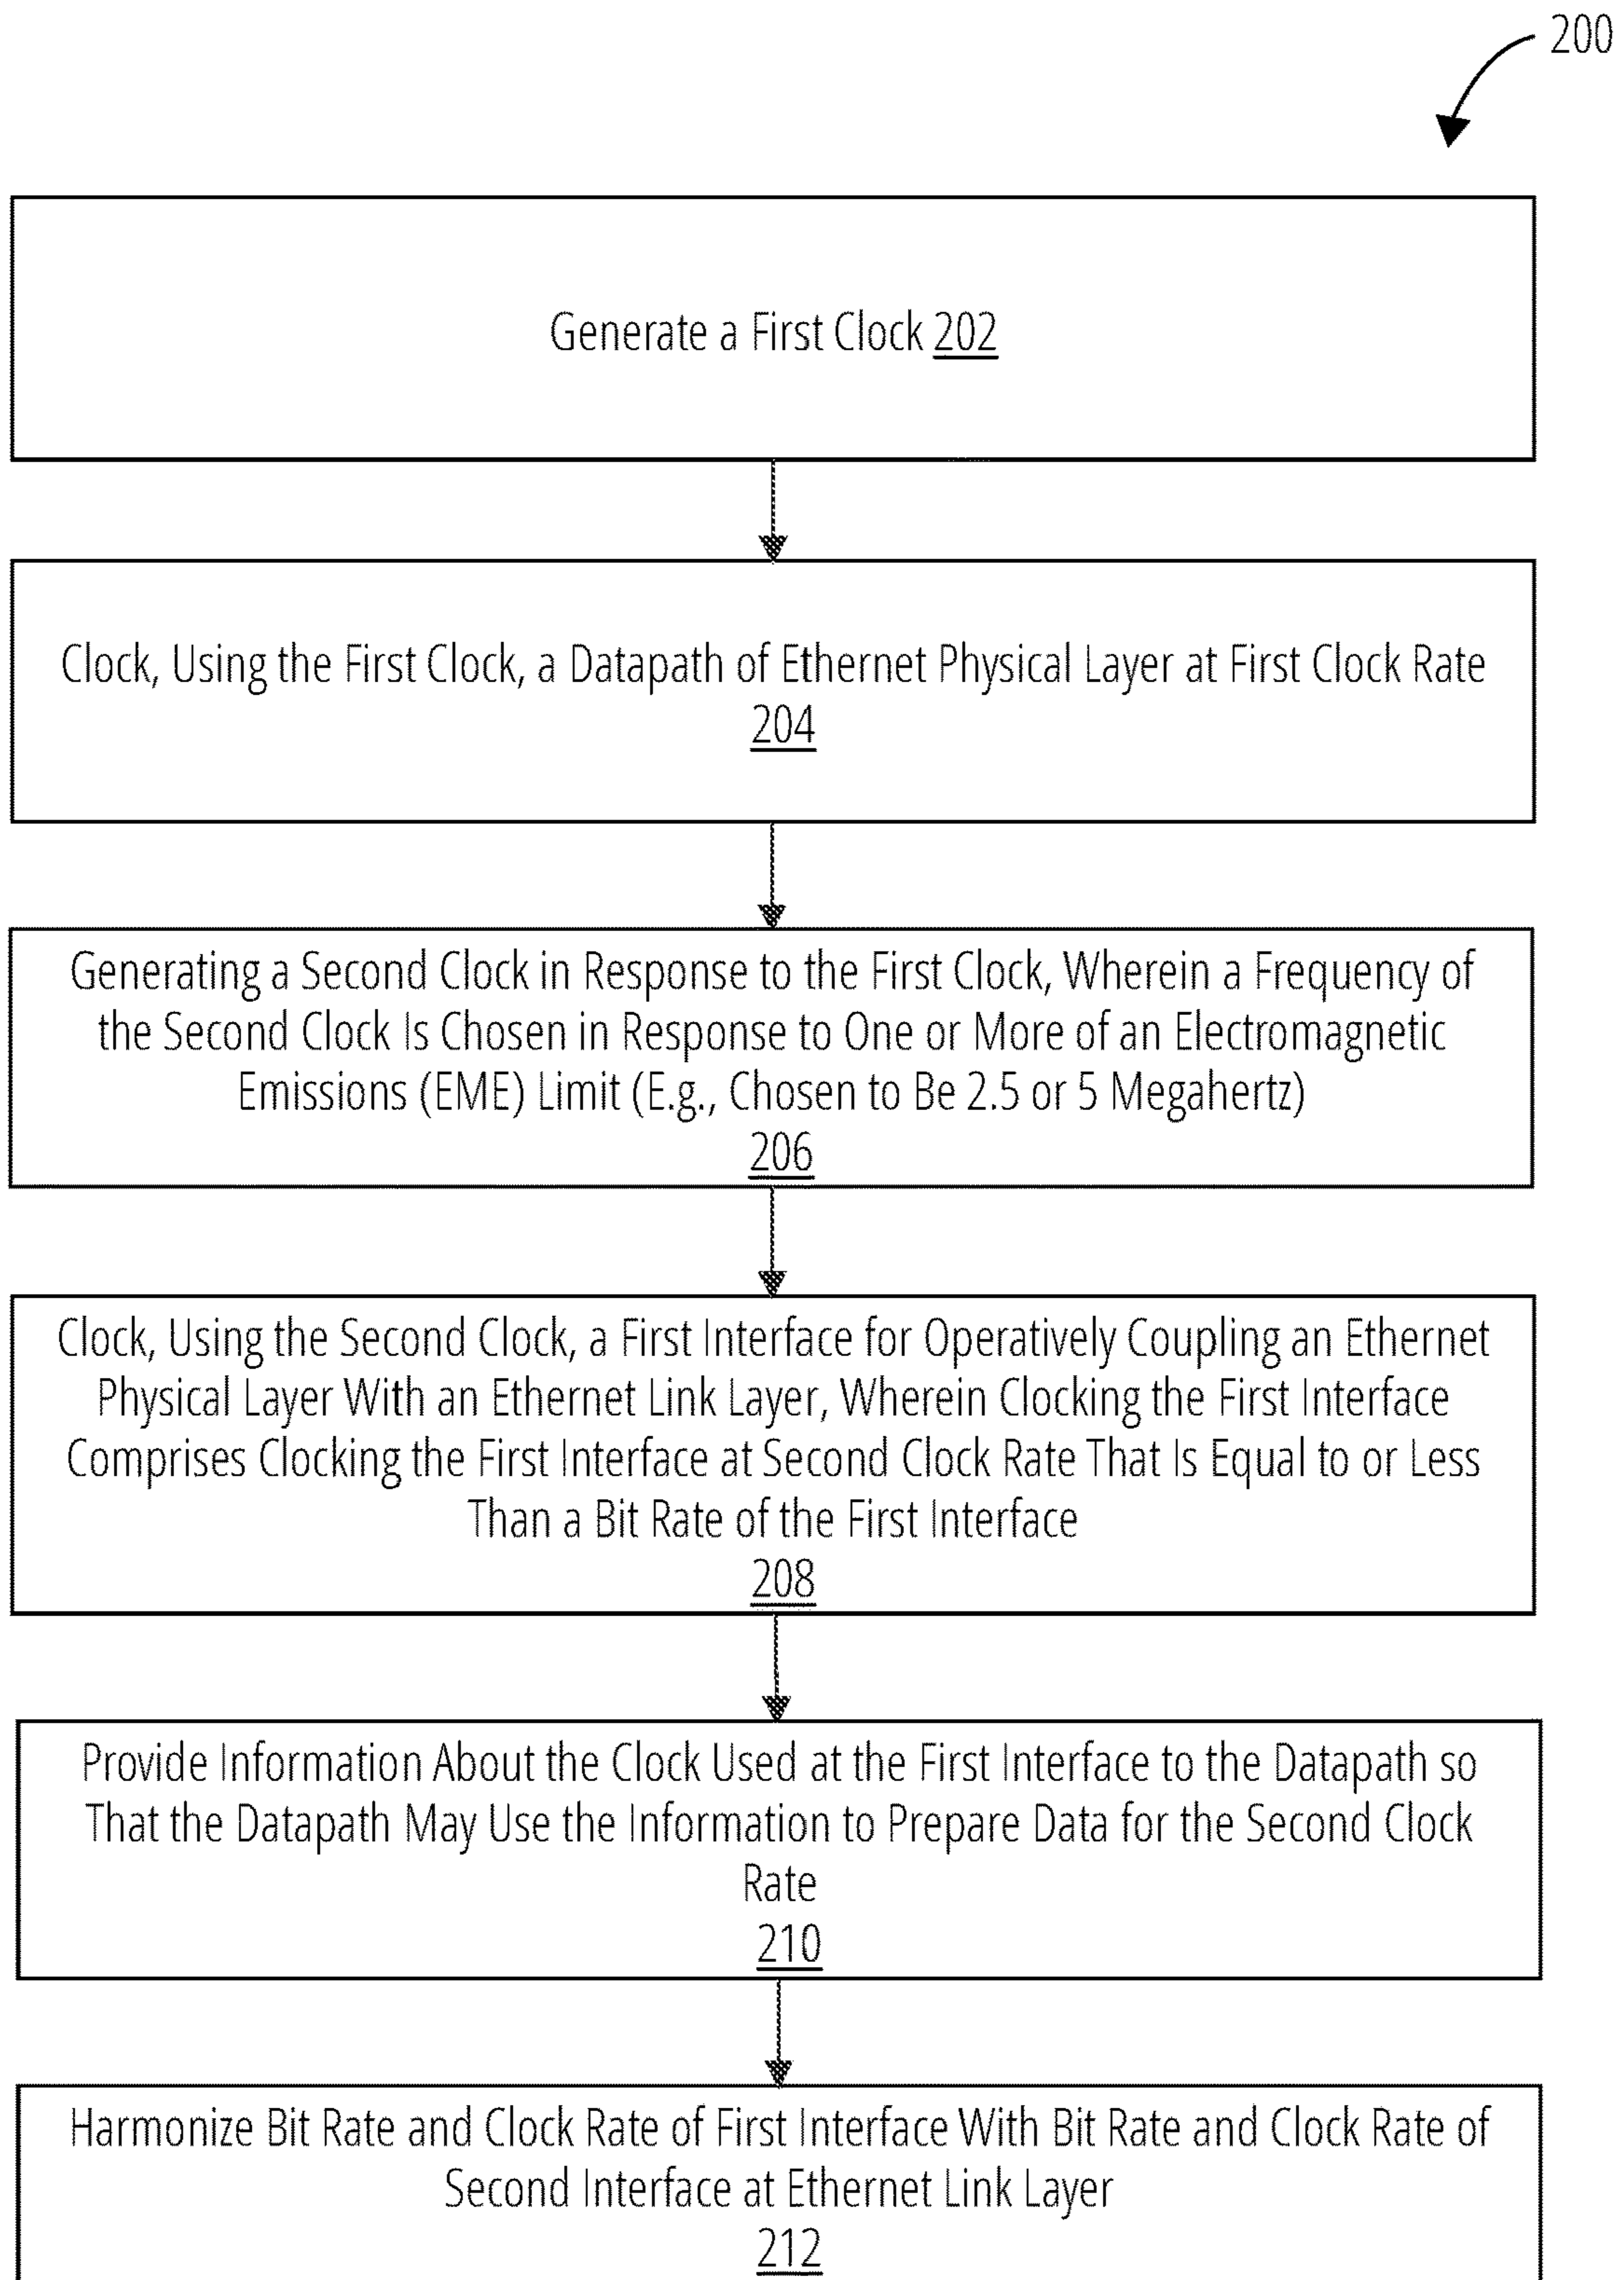 200
Generate a First Clock 202
Clock, Using the First Clock, a Datapath of Ethernet Physical Layer at First Clock Rate
204
Generating a Second Clock in Response to the First Clock, Wherein a Frequency of
the Second Clock Is Chosen in Response to One or More of an Electromagnetic
Emissions (EME) Limit (E.g., Chosen to Be 2.5 or 5 Megahertz)
206
Clock, Using the Second Clock, a First Interface for Operatively Coupling an Ethernet
Physical Layer With an Ethernet Link Layer, Wherein Clocking the First Interface
Comprises Clocking the First Interface at Second Clock Rate That Is Equal to or Less
Than a Bit Rate of the First Interface
208
Provide Information About the Clock Used at the First Interface to the Datapath so
That the Datapath May Use the Information to Prepare Data for the Second Clock
Rate
210
Harmonize Bit Rate and Clock Rate of First Interface With Bit Rate and Clock Rate of
Second Interface at Ethernet Link Layer
212